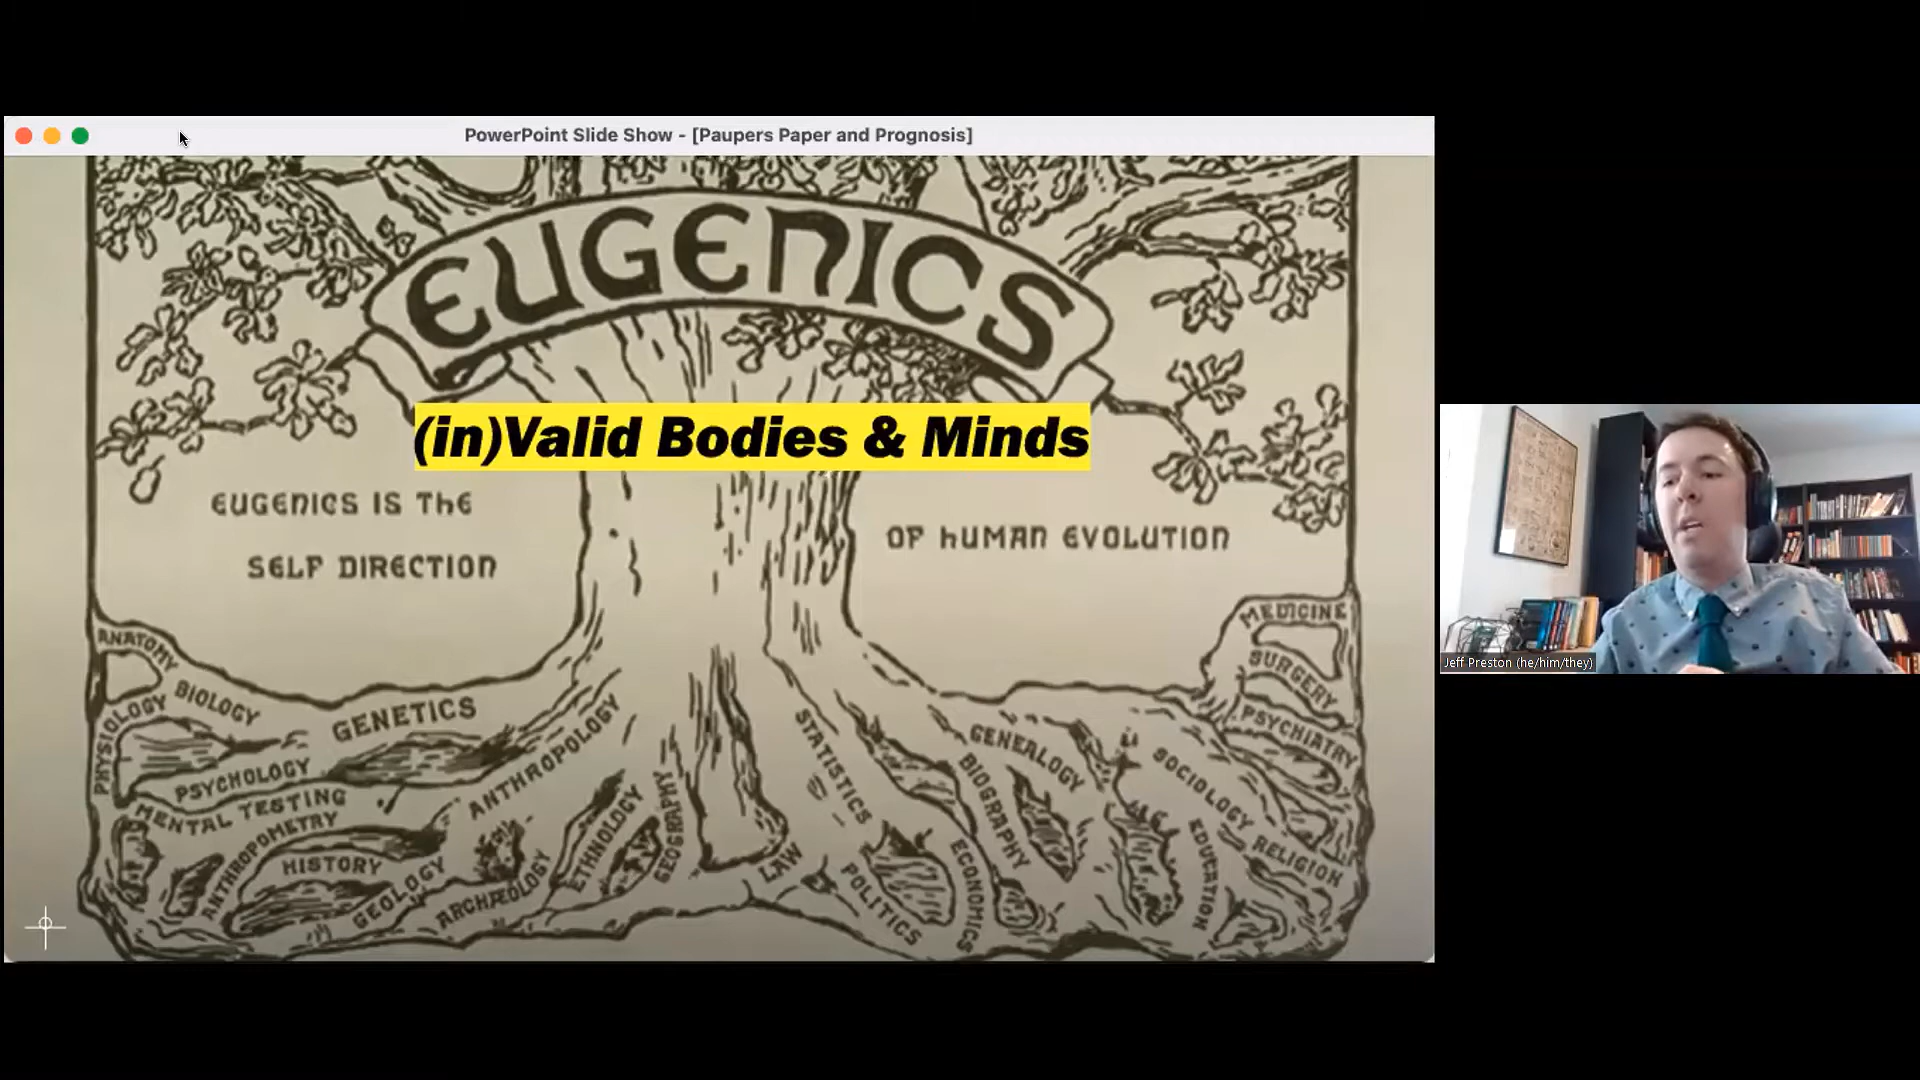 PowerPoint Slide Show - [Paupers Paper and Prognosis]
EUGENICS
(in)Valid Bodies & Minds
EUGENICS IS THE
SELF DIRECTION
OF HUMAN EVOLUTION
ANATOMY
BIOLOGY
PHYSIOLOGY
GENETICS
PSYCHOLOGY
MENTAL TESTING
ANTHROPOMETRY
HISTORY
GEOLOGY
ANTHROPOLOGY
ARCHÆOLOGY
ETHNOLOGY
GEOGRAPHY
LAW
STATISTICS
POLITICS
ECONOMICS
BIOGRAPHY
GENEALOGY
EDUCATION
SOCIOLOGY
RELIGION
PSYCHIATRY
SURGERY
MEDICINE
Jeff Preston (he/him/they)